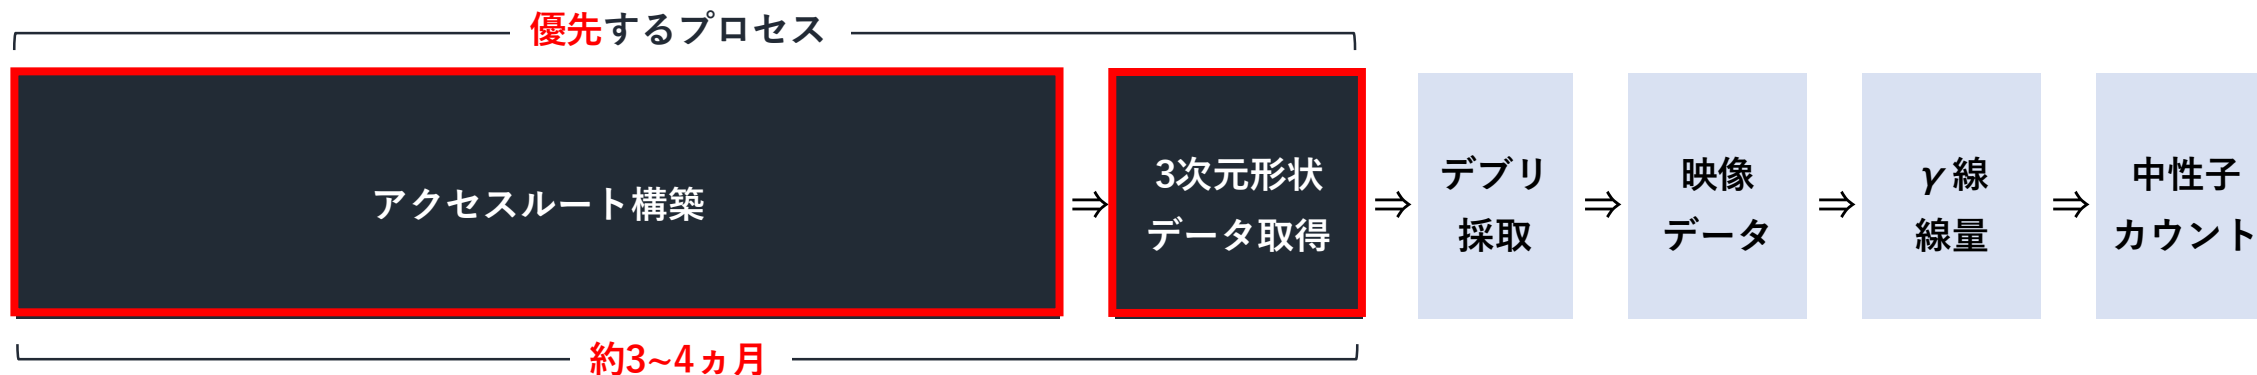 優先するプロセス
アクセスルート構築
⇒
3次元形状
データ取得
⇒
デブリ
採取
⇒
映像
データ
⇒
γ線
線量
⇒
中性子
カウント
約3~4ヵ月